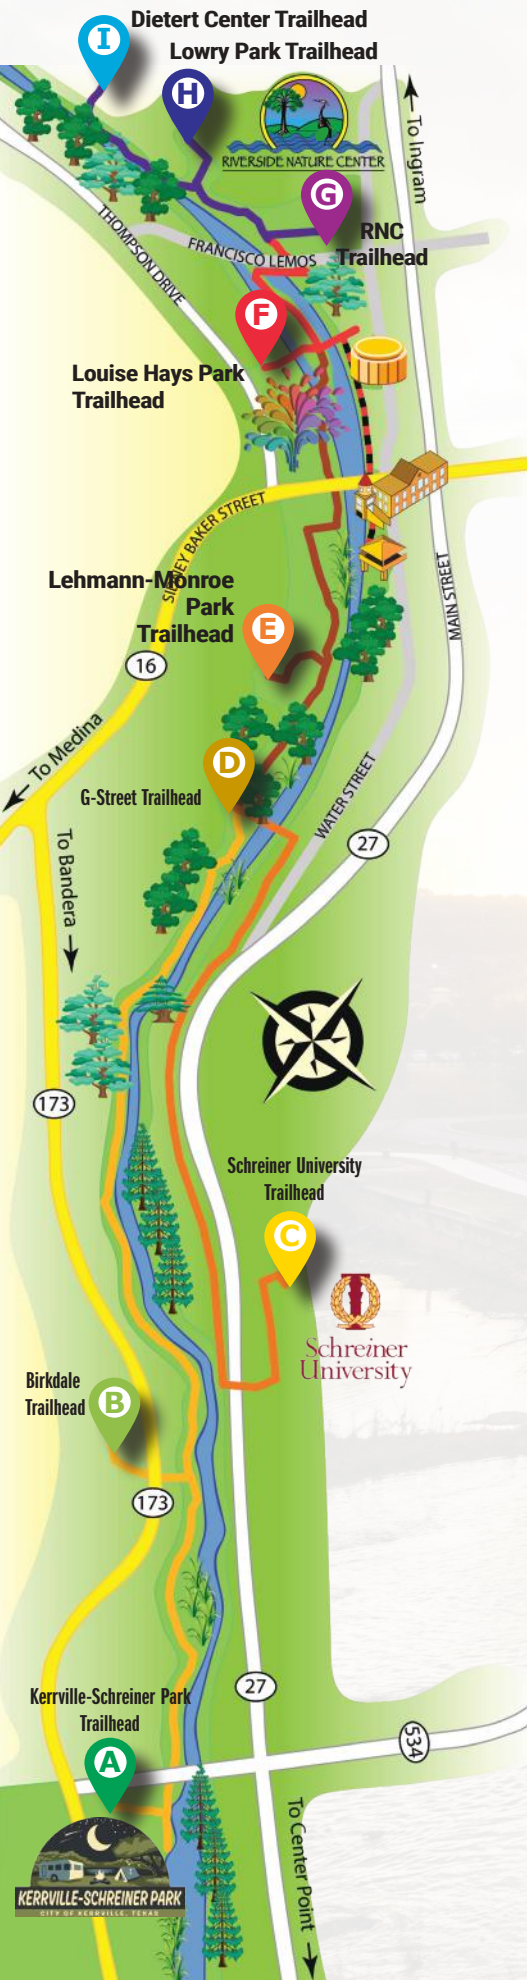 Dietert Center Trailhead
I
Lowry Park Trailhead
H
To Ingram
RIVERSIDE NATURE CENTER
G
RNC
Trailhead
THOMPSON DRIVE
FRANCISCO LEMOS
F
Louise Hays Park
Trailhead
SIDNEY BAKER STREET
MAIN STREET
Lehmann-Monroe
Park
Trailhead
E
16
To Medina
D
G-Street Trailhead
WATER STREET
27
To Bandera
173
Schreiner University
Trailhead
C
Schreiner
University
Birkdale
Trailhead
B
173
27
Kerrville-Schreiner Park
Trailhead
534
A
To Center Point
KERRVILLE-SCHREINER PARK
CITY OF KERRVILLE, TEXAS